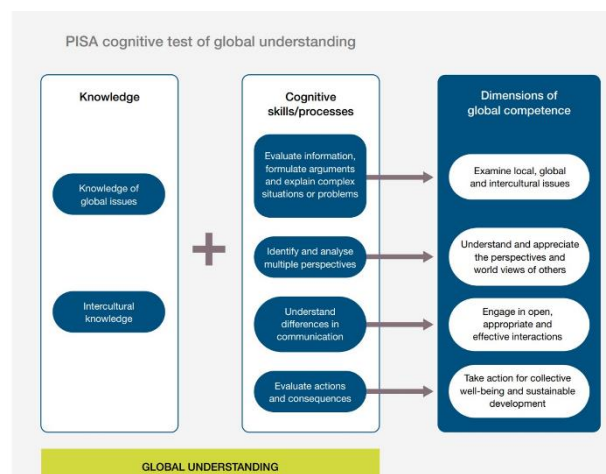 PISA cognitive test of global understanding
Knowledge
Knowledge of
global issues
Intercultural
knowledge
+
Cognitive
skills/processes
Evaluate information,
formulate arguments
and explain complex
situations or problems
Identify and analyse
multiple perspectives
Understand
differences in
communication
Evaluate actions
and consequences
Dimensions of
global competence
Examine local, global
and intercultural issues
Understand and appreciate
the perspectives and
world views of others
Engage in open,
appropriate and
effective interactions
Take action for collective
well-being and sustainable
development
GLOBAL UNDERSTANDING